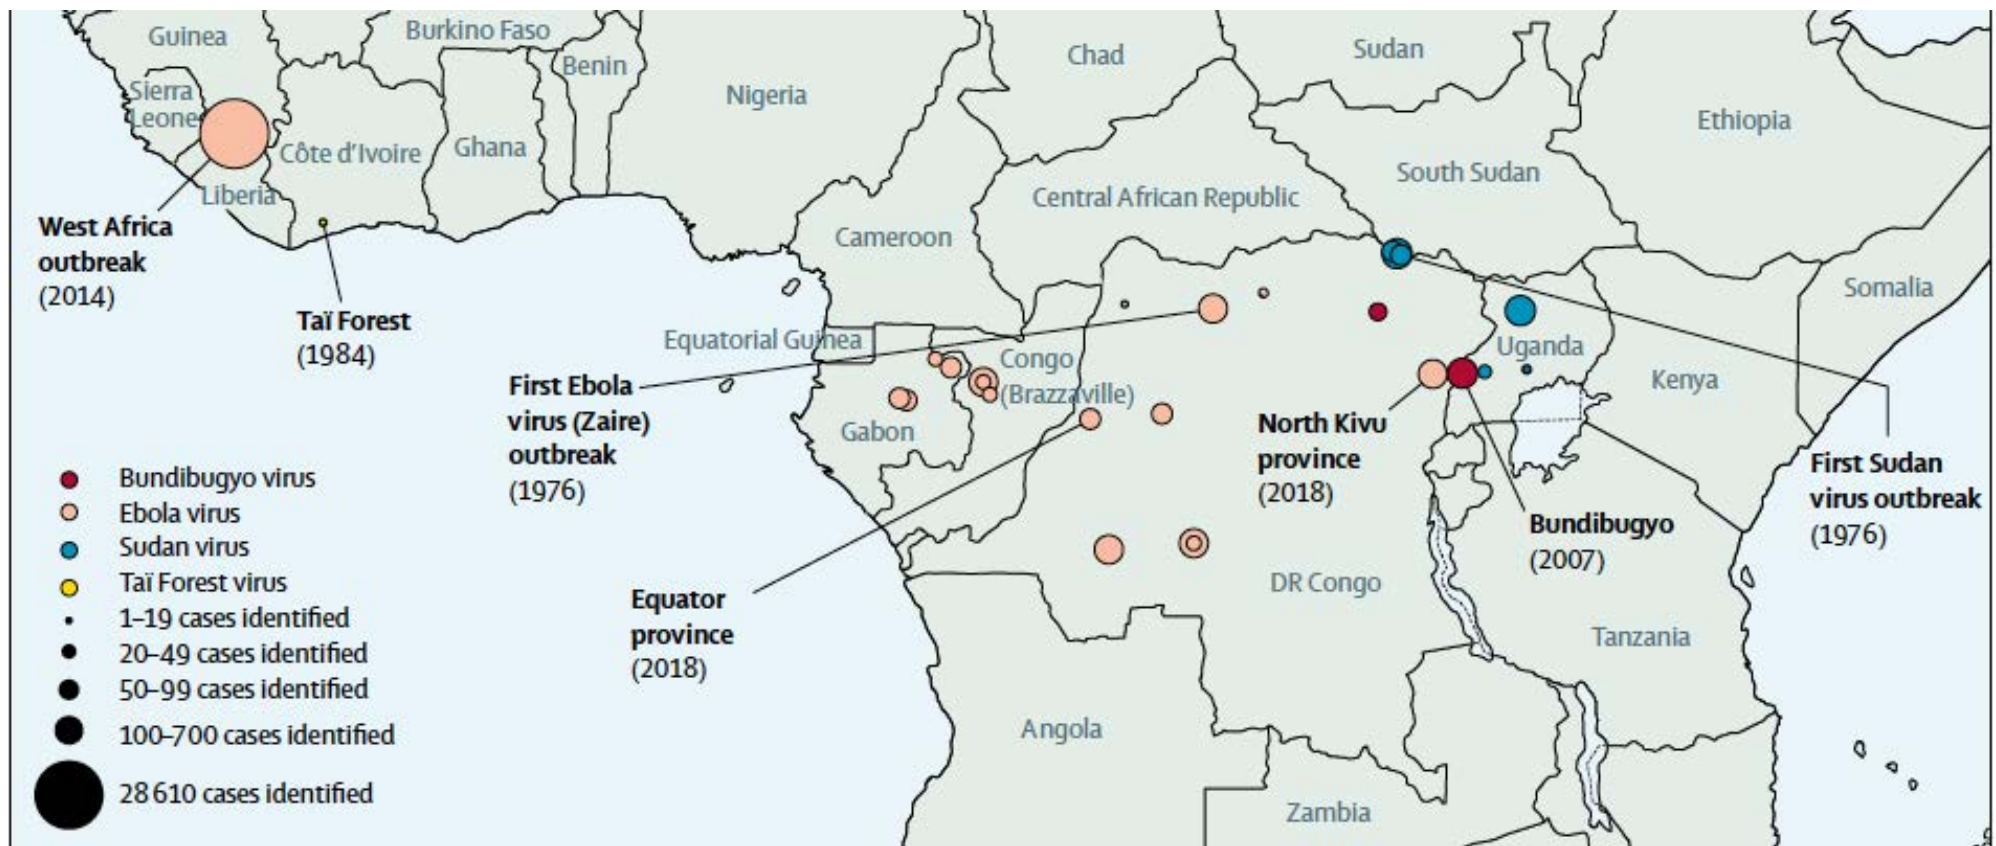 Guinea
Burkino Faso
Benin
Nigeria
Chad
Sudan
Ethiopia
Sierra
Leone
Côte d'Ivoire
Ghana
Liberia
South Sudan
Central African Republic
Cameroon
Somalia
West Africa
outbreak
(2014)
Taï Forest
(1984)
Equatorial Guinea
Congo
(Brazzaville)
Uganda
Kenya
Gabon
First Ebola
virus (Zaire)
outbreak
(1976)
North Kivu
province
(2018)
First Sudan
virus outbreak
(1976)
Bundibugyo
(2007)
Equator
province
(2018)
DR Congo
Tanzania
Angola
Zambia
Bundibugyo virus
Ebola virus
Sudan virus
Taï Forest virus
1–19 cases identified
20–49 cases identified
50–99 cases identified
100–700 cases identified
28 610 cases identified